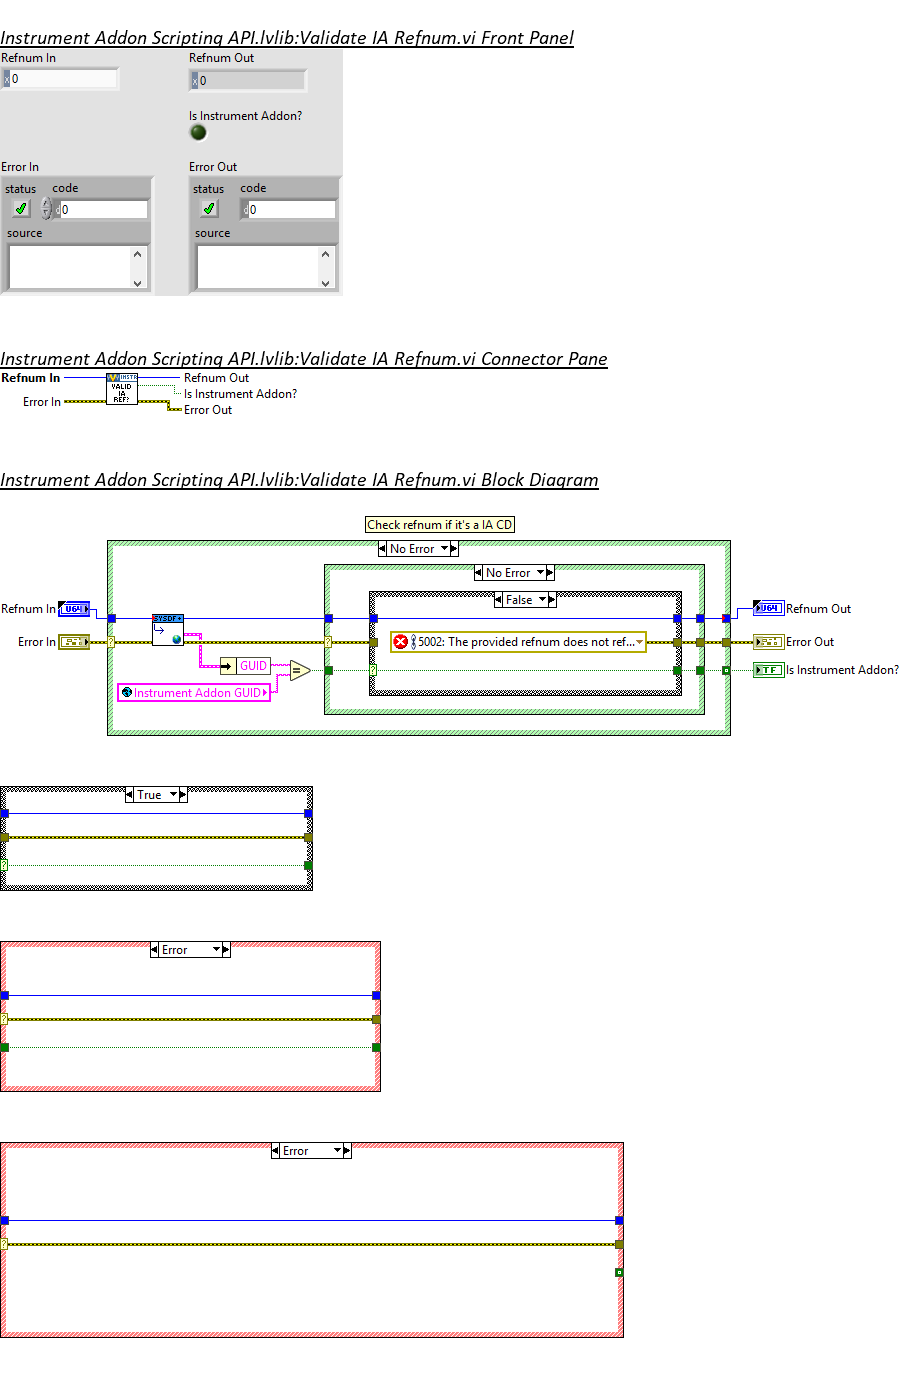 Instrument Addon Scripting API.lvlib:Validate IA Refnum.vi Front Panel
Refnum In
Refnum Out
x 0
x 0
Is Instrument Addon?
Error In
Error Out
status code
status code
d 0
d 0
source
source
Instrument Addon Scripting API.lvlib:Validate IA Refnum.vi Connector Pane
Refnum In
Refnum Out
Is Instrument Addon?
Error In
Error Out
INSTR
VALID
IA
REF?
Instrument Addon Scripting API.lvlib:Validate IA Refnum.vi Block Diagram
Check refnum if it's a IA CD
No Error
No Error
False
Refnum In
U64
SYSDF
U64
Refnum Out
Error In
?
?
5002: The provided refnum does not ref...
Error Out
GUID
=
?
TF
Is Instrument Addon?
Instrument Addon GUID
True
?
Error
?
Error
?